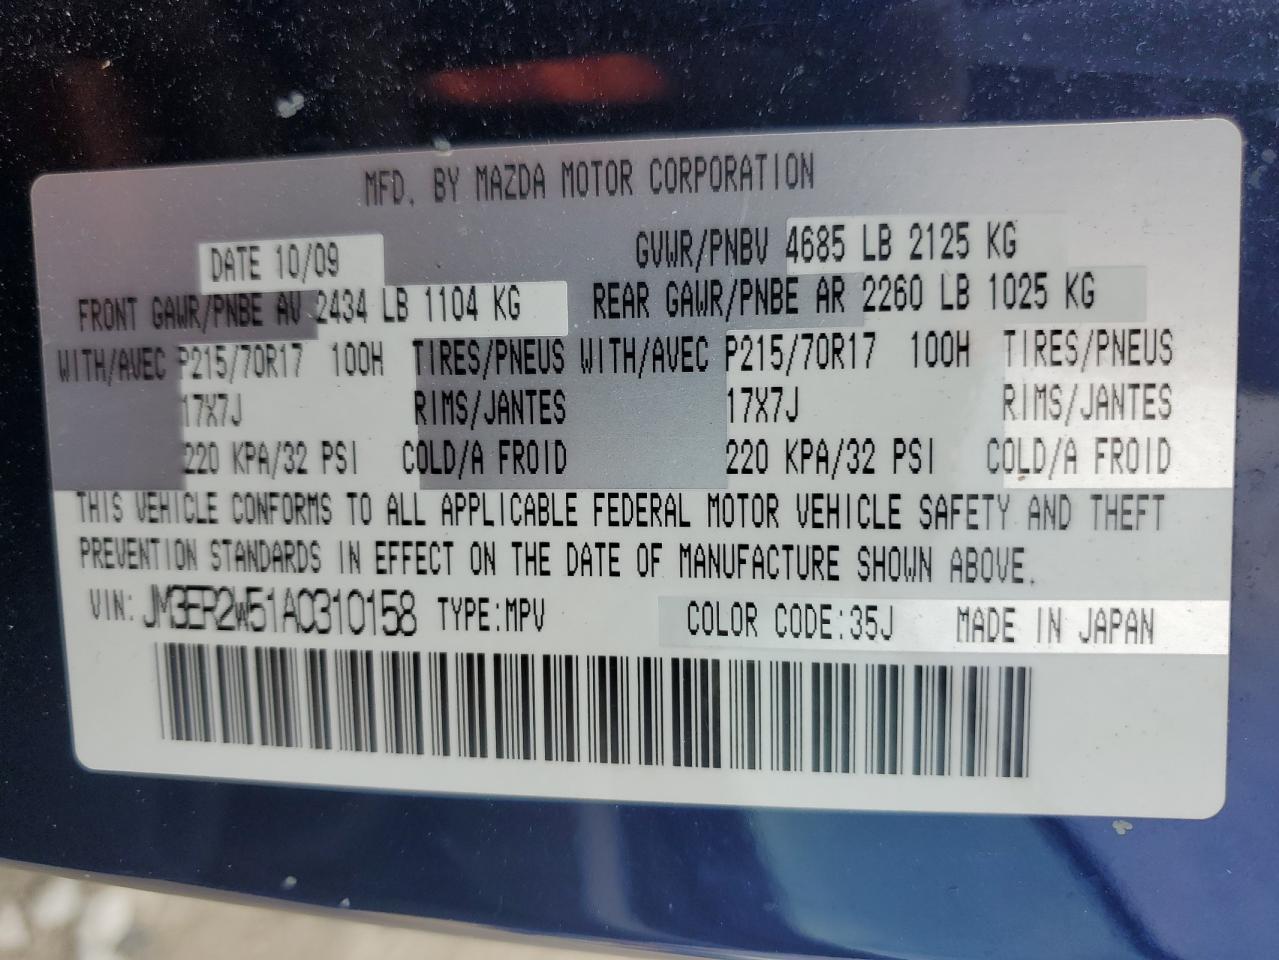 MFD. BY MAZDA MOTOR CORPORATION
DATE 10/09 GVWR/PNBV 4685 LB 2125 KG
FRONT GAWR/PNBE AV 2434 LB 1104 KG REAR GAWR/PNBE AR 2260 LB 1025 KG
WITH/AVEC P215/70R17 100H TIRES/PNEUS WITH/AVEC P215/70R17 100H TIRES/PNEUS
17X7J RIMS/JANTES 17X7J RIMS/JANTES
220 KPA/32 PSI COLD/A FROID 220 KPA/32 PSI COLD/A FROID
THIS VEHICLE CONFORMS TO ALL APPLICABLE FEDERAL MOTOR VEHICLE SAFETY AND THEFT
PREVENTION STANDARDS IN EFFECT ON THE DATE OF MANUFACTURE SHOWN ABOVE.
VIN: JM3ER2W51A0310158 TYPE:MPV COLOR CODE:35J MADE IN JAPAN